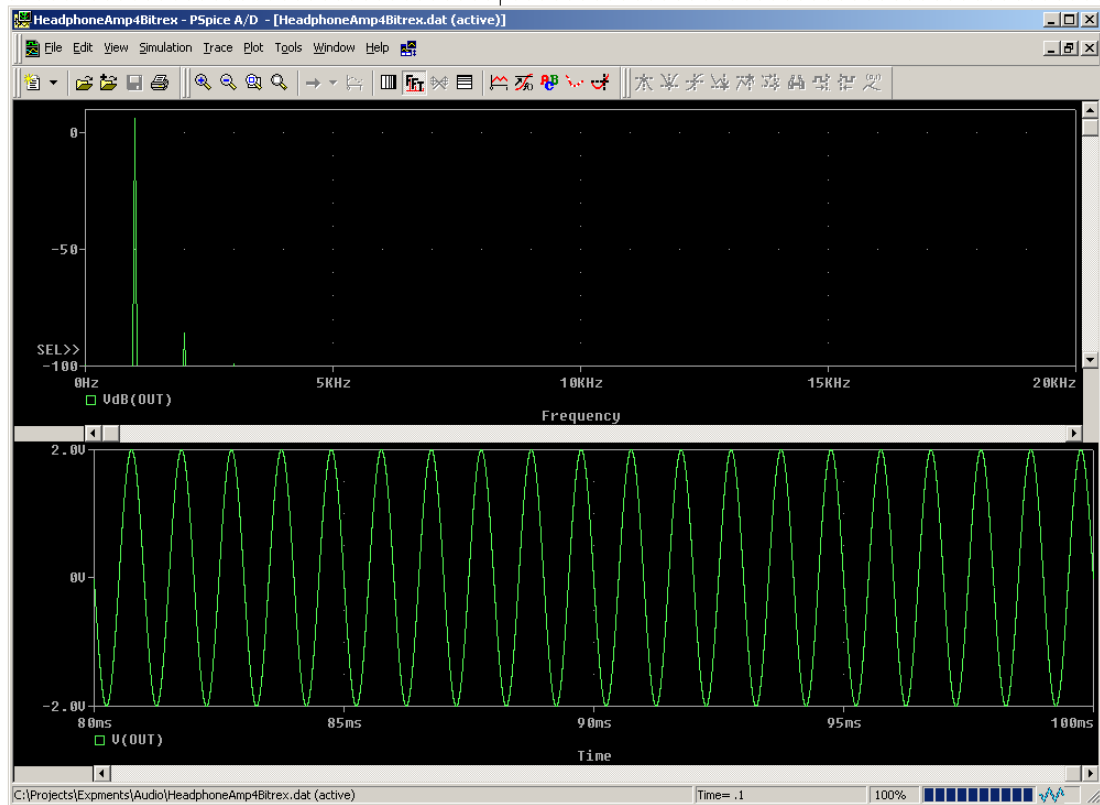 HeadphoneAmp4Bitrex - PSpice A/D - [HeadphoneAmp4Bitrex.dat (active)]
File Edit View Simulation Trace Plot Tools Window Help
0
-50
SEL>>
-100
0Hz 5KHz 10KHz 15KHz 20KHz
VdB(OUT)
Frequency
2.0V
0V
-2.0V
80ms 85ms 90ms 95ms 100ms
V(OUT)
Time
C:\Projects\Expments\Audio\HeadphoneAmp4Bitrex.dat (active) Time= .1 100%